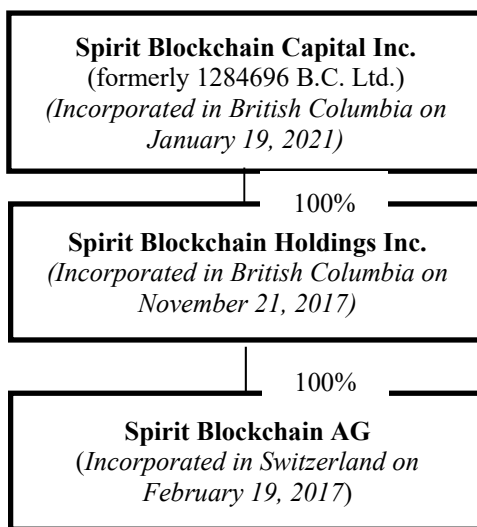 Spirit Blockchain Capital Inc.
(formerly 1284696 B.C. Ltd.)
(Incorporated in British Columbia on
January 19, 2021)
100%
Spirit Blockchain Holdings Inc.
(Incorporated in British Columbia on
November 21, 2017)
100%
Spirit Blockchain AG
(Incorporated in Switzerland on
February 19, 2017)